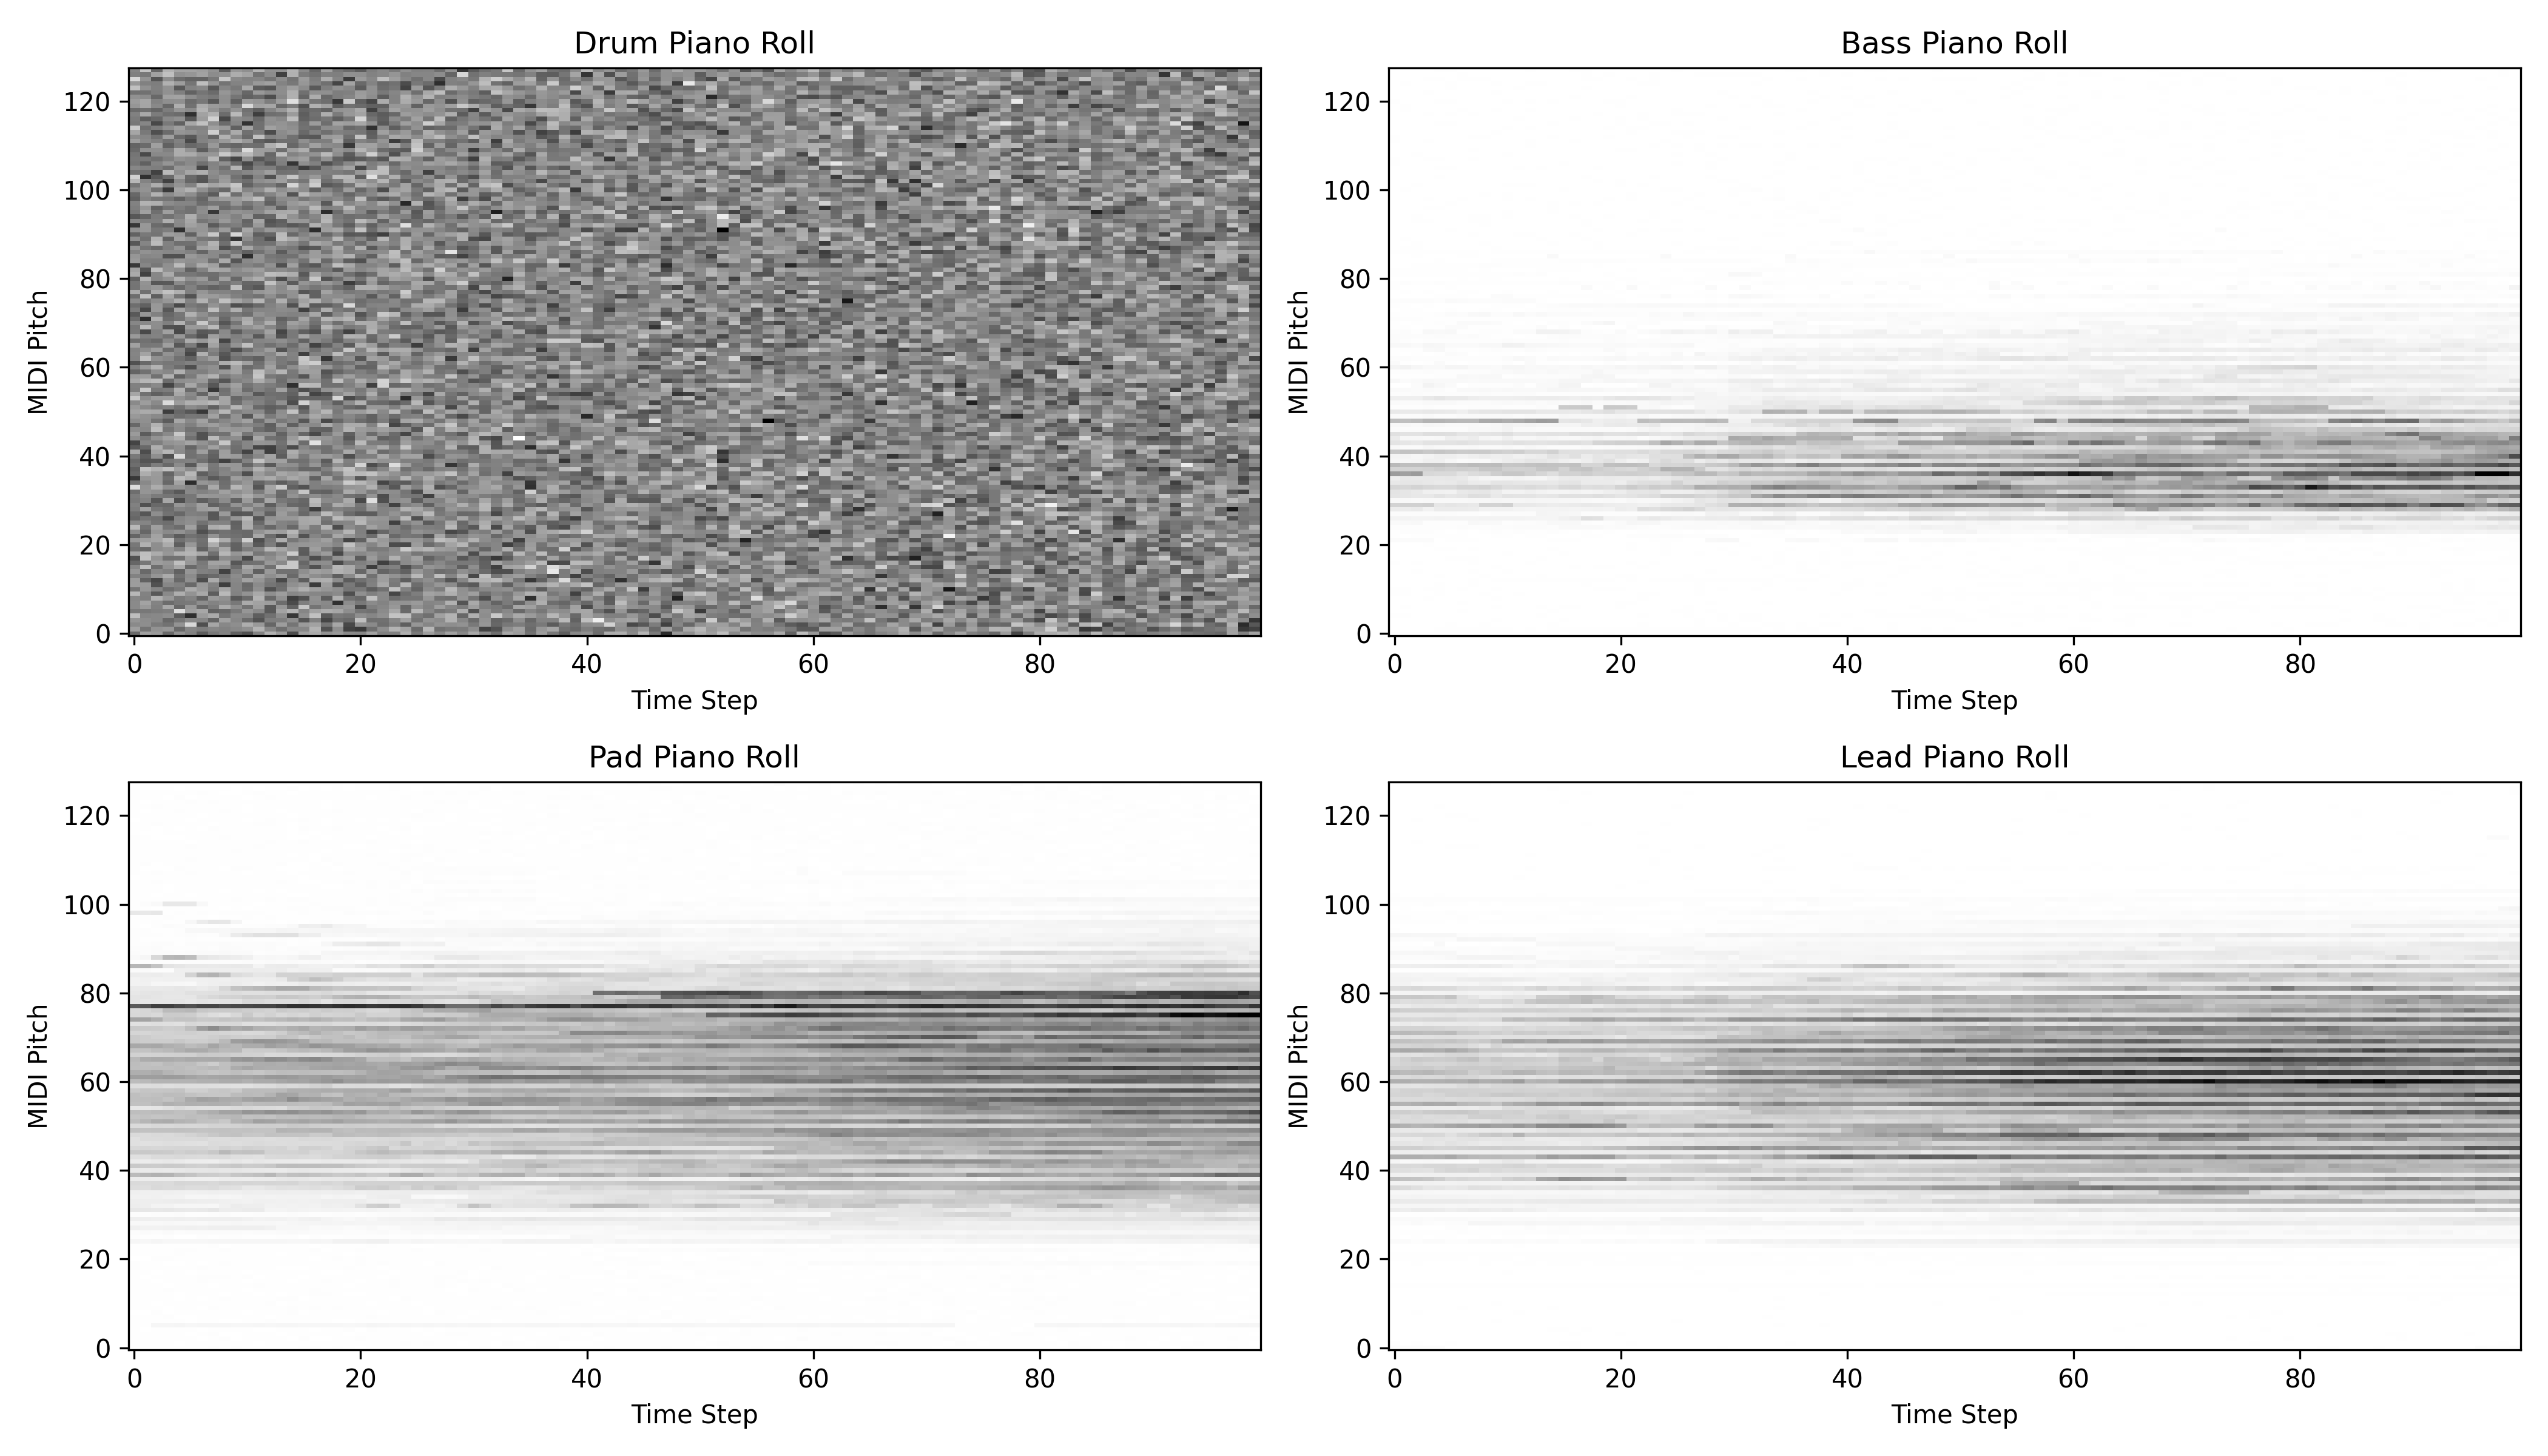 Drum Piano Roll
MIDI Pitch
120
100
80
60
40
20
0
0 20 40 60 80
Time Step
Bass Piano Roll
MIDI Pitch
120
100
80
60
40
20
0
0 20 40 60 80
Time Step
Pad Piano Roll
MIDI Pitch
120
100
80
60
40
20
0
0 20 40 60 80
Time Step
Lead Piano Roll
MIDI Pitch
120
100
80
60
40
20
0
0 20 40 60 80
Time Step